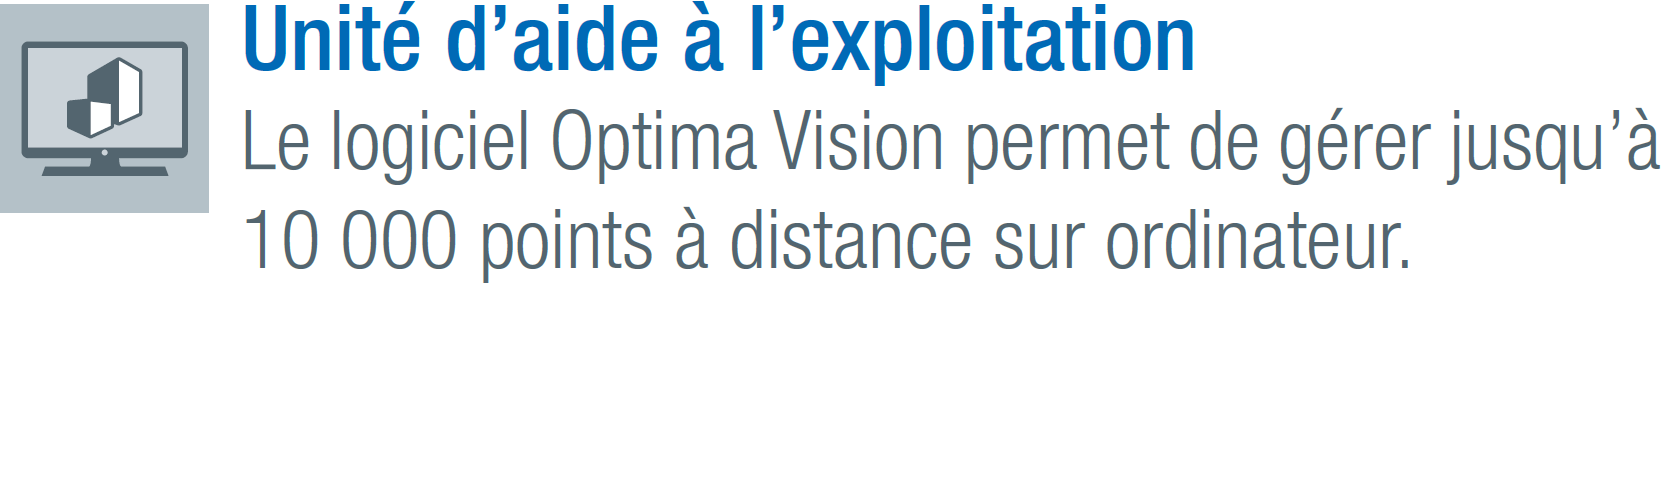 Unité d’aide à l’exploitation
Le logiciel Optima Vision permet de gérer jusqu’à
10 000 points à distance sur ordinateur.